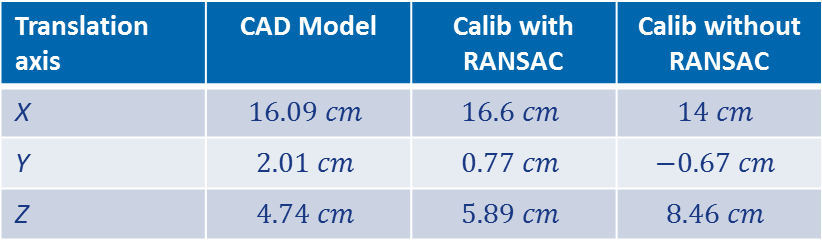 Translation axis CAD Model Calib with RANSAC Calib without RANSAC
X 16.09 cm 16.6 cm 14 cm
Y 2.01 cm 0.77 cm −0.67 cm
Z 4.74 cm 5.89 cm 8.46 cm